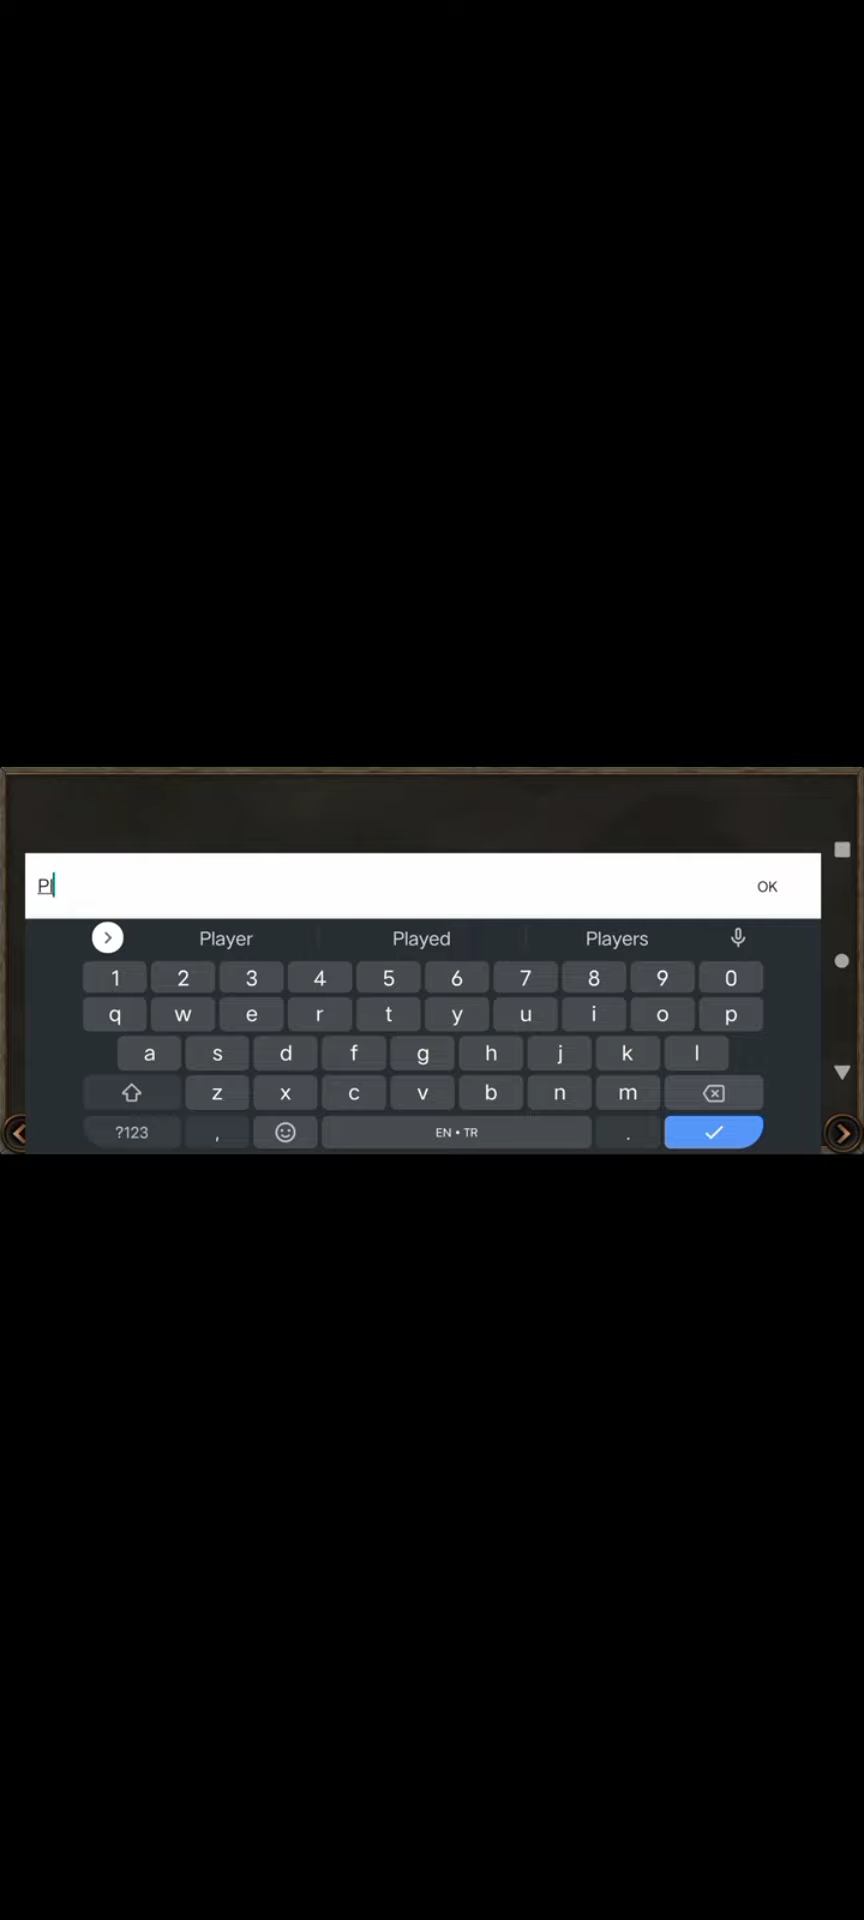 Pl
OK
Player Played Players
1 2 3 4 5 6 7 8 9 0
q w e r t y u i o p
a s d f g h j k l
z x c v b n m
?123 , EN • TR .